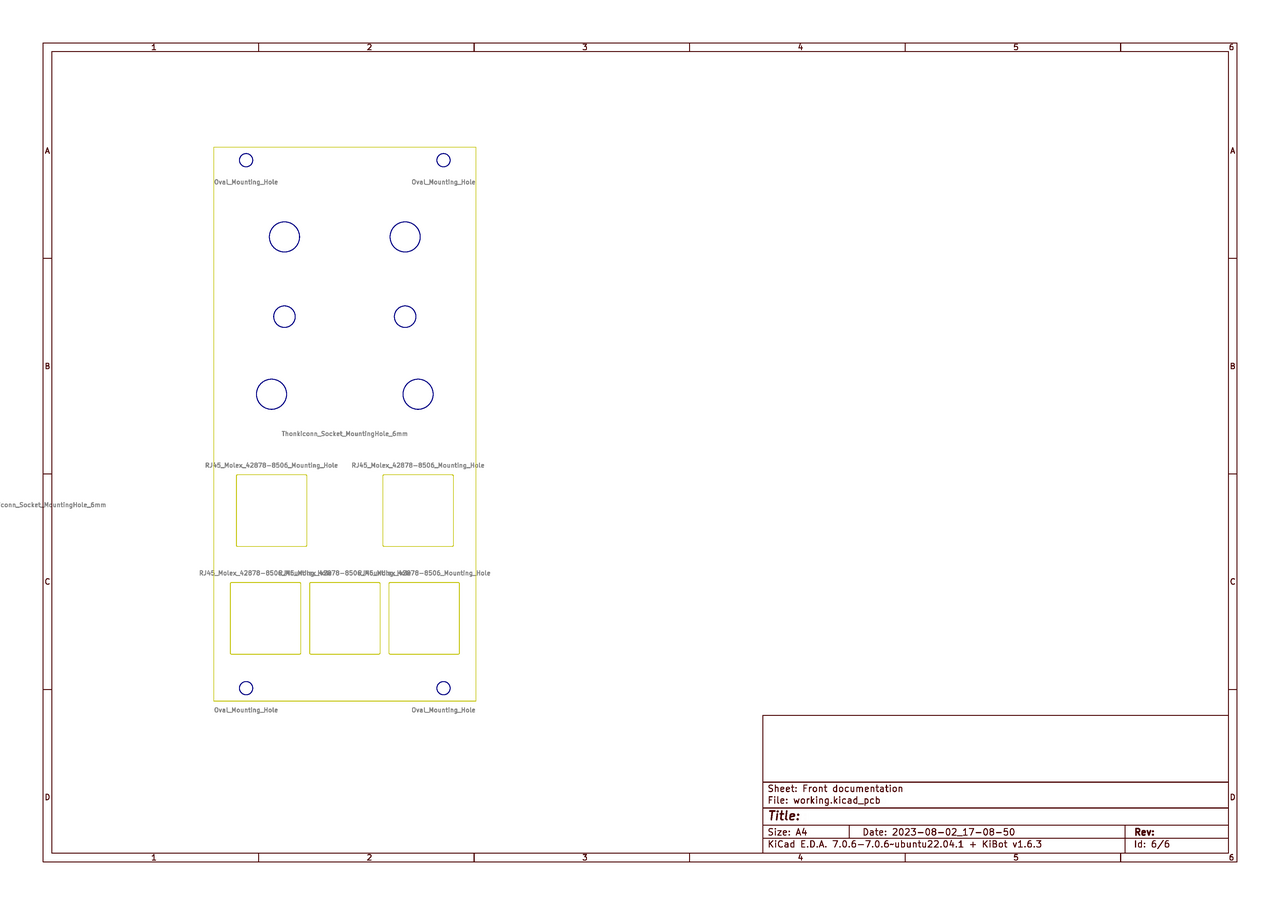 1 2 3 4 5 6
A A
Oval_Mounting_Hole Oval_Mounting_Hole
B B
Thonkiconn_Socket_MountingHole_6mm
RJ45_Molex_42878-8506_Mounting_Hole RJ45_Molex_42878-8506_Mounting_Hole
conn_Socket_MountingHole_6mm
C C
RJ45_Molex_42878-8506_Mounting_Hole RJ45_Molex_42878-8506_Mounting_Hole RJ45_Molex_42878-8506_Mounting_Hole
Oval_Mounting_Hole Oval_Mounting_Hole
Sheet: Front documentation
D D
File: working.kicad_pcb
Title:
Size: A4 Date: 2023-08-02_17-08-50 Rev:
KiCad E.D.A. 7.0.6-7.0.6~ubuntu22.04.1 + KiBot v1.6.3 Id: 6/6
1 2 3 4 5 6